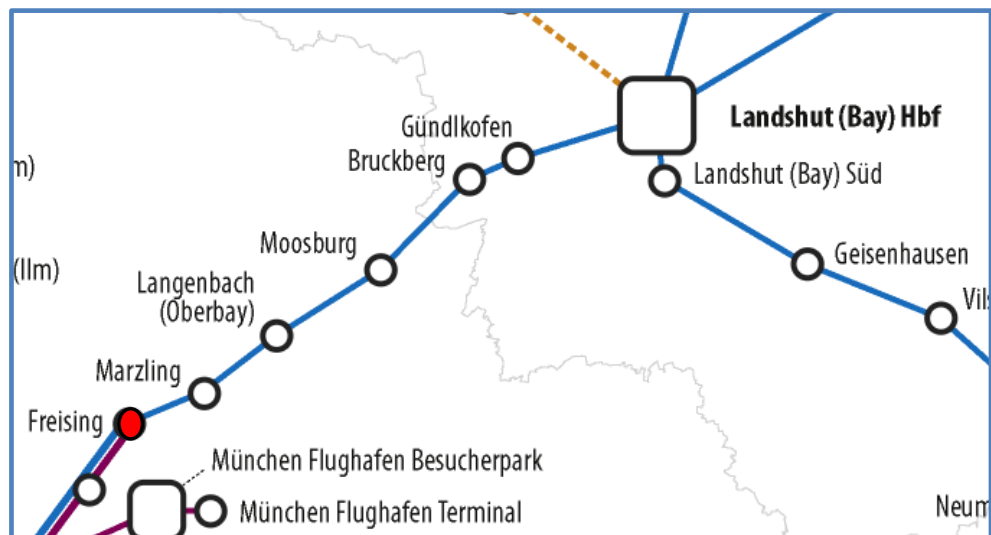 Gündlkofen
Landshut (Bay) Hbf
Bruckberg
m)
Landshut (Bay) Süd
Moosburg
Geisenhausen
(Ilm)
Langenbach
(Oberbay)
Marzling
Freising
München Flughafen Besucherpark
München Flughafen Terminal